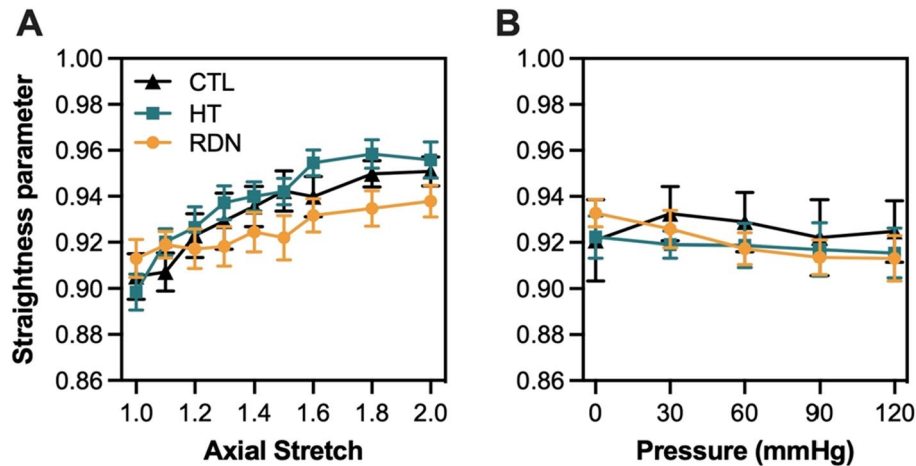 A
Straightness parameter
1.00
0.98
0.96
0.94
0.92
0.90
0.88
0.86
CTL
HT
RDN
1.0 1.2 1.4 1.6 1.8 2.0
Axial Stretch
B
1.00
0.98
0.96
0.94
0.92
0.90
0.88
0.86
0 30 60 90 120
Pressure (mmHg)